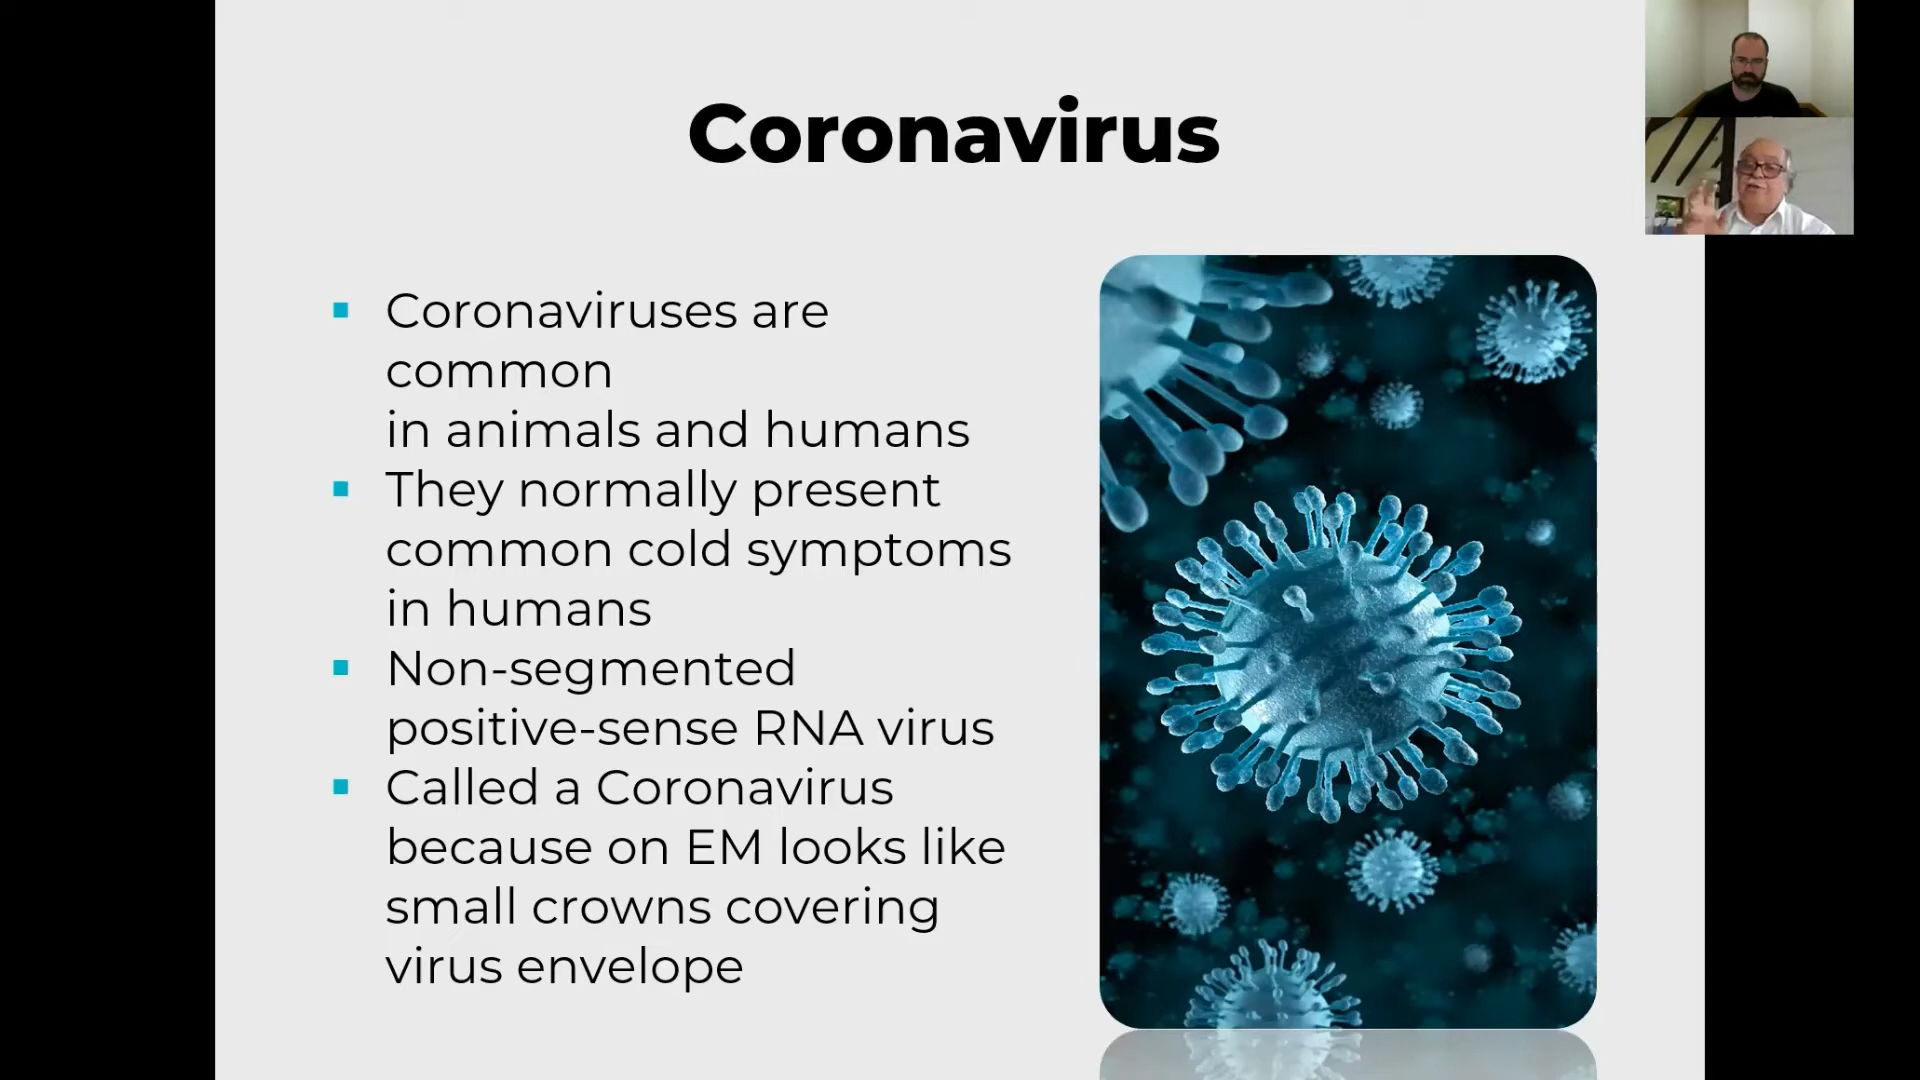 Coronavirus
Coronaviruses are
common
in animals and humans
They normally present
common cold symptoms
in humans
Non-segmented
positive-sense RNA virus
Called a Coronavirus
because on EM looks like
small crowns covering
virus envelope